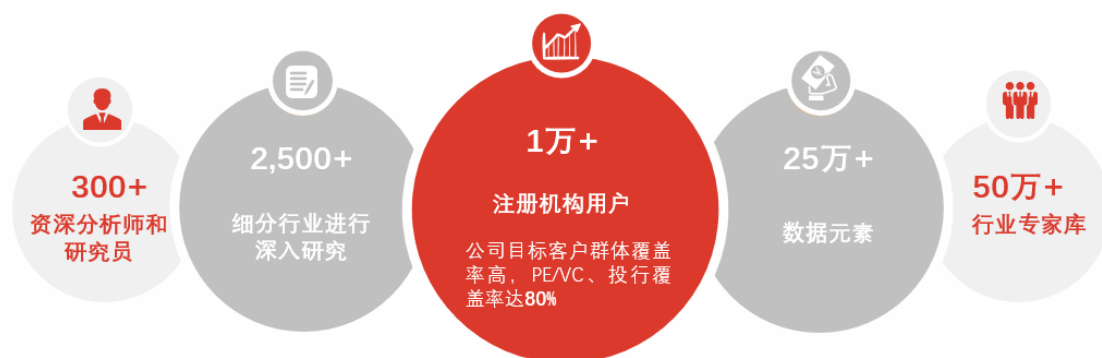 300+
资深分析师和
研究员
2,500+
细分行业进行
深入研究
1万+
注册机构用户
公司目标客户群体覆盖
率高，PE/VC、投行覆
盖率达80%
25万+
数据元素
50万+
行业专家库